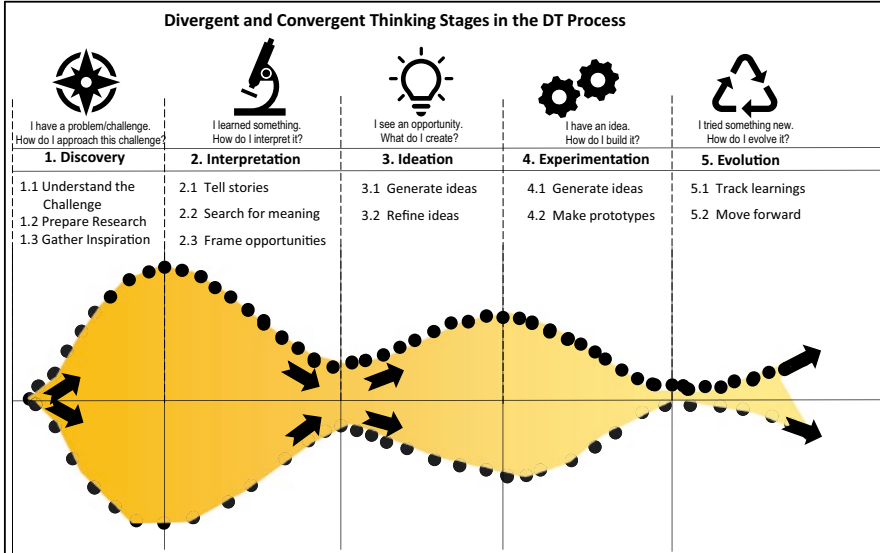 Divergent and Convergent Thinking Stages in the DT Process
I have a problem/challenge.
How do I approach this challenge?
1. Discovery
1.1 Understand the
Challenge
1.2 Prepare Research
1.3 Gather Inspiration
I learned something.
How do I interpret it?
2. Interpretation
2.1 Tell stories
2.2 Search for meaning
2.3 Frame opportunities
I see an opportunity.
What do I create?
3. Ideation
3.1 Generate ideas
3.2 Refine ideas
I have an idea.
How do I build it?
4. Experimentation
4.1 Generate ideas
4.2 Make prototypes
I tried something new.
How do I evolve it?
5. Evolution
5.1 Track learnings
5.2 Move forward